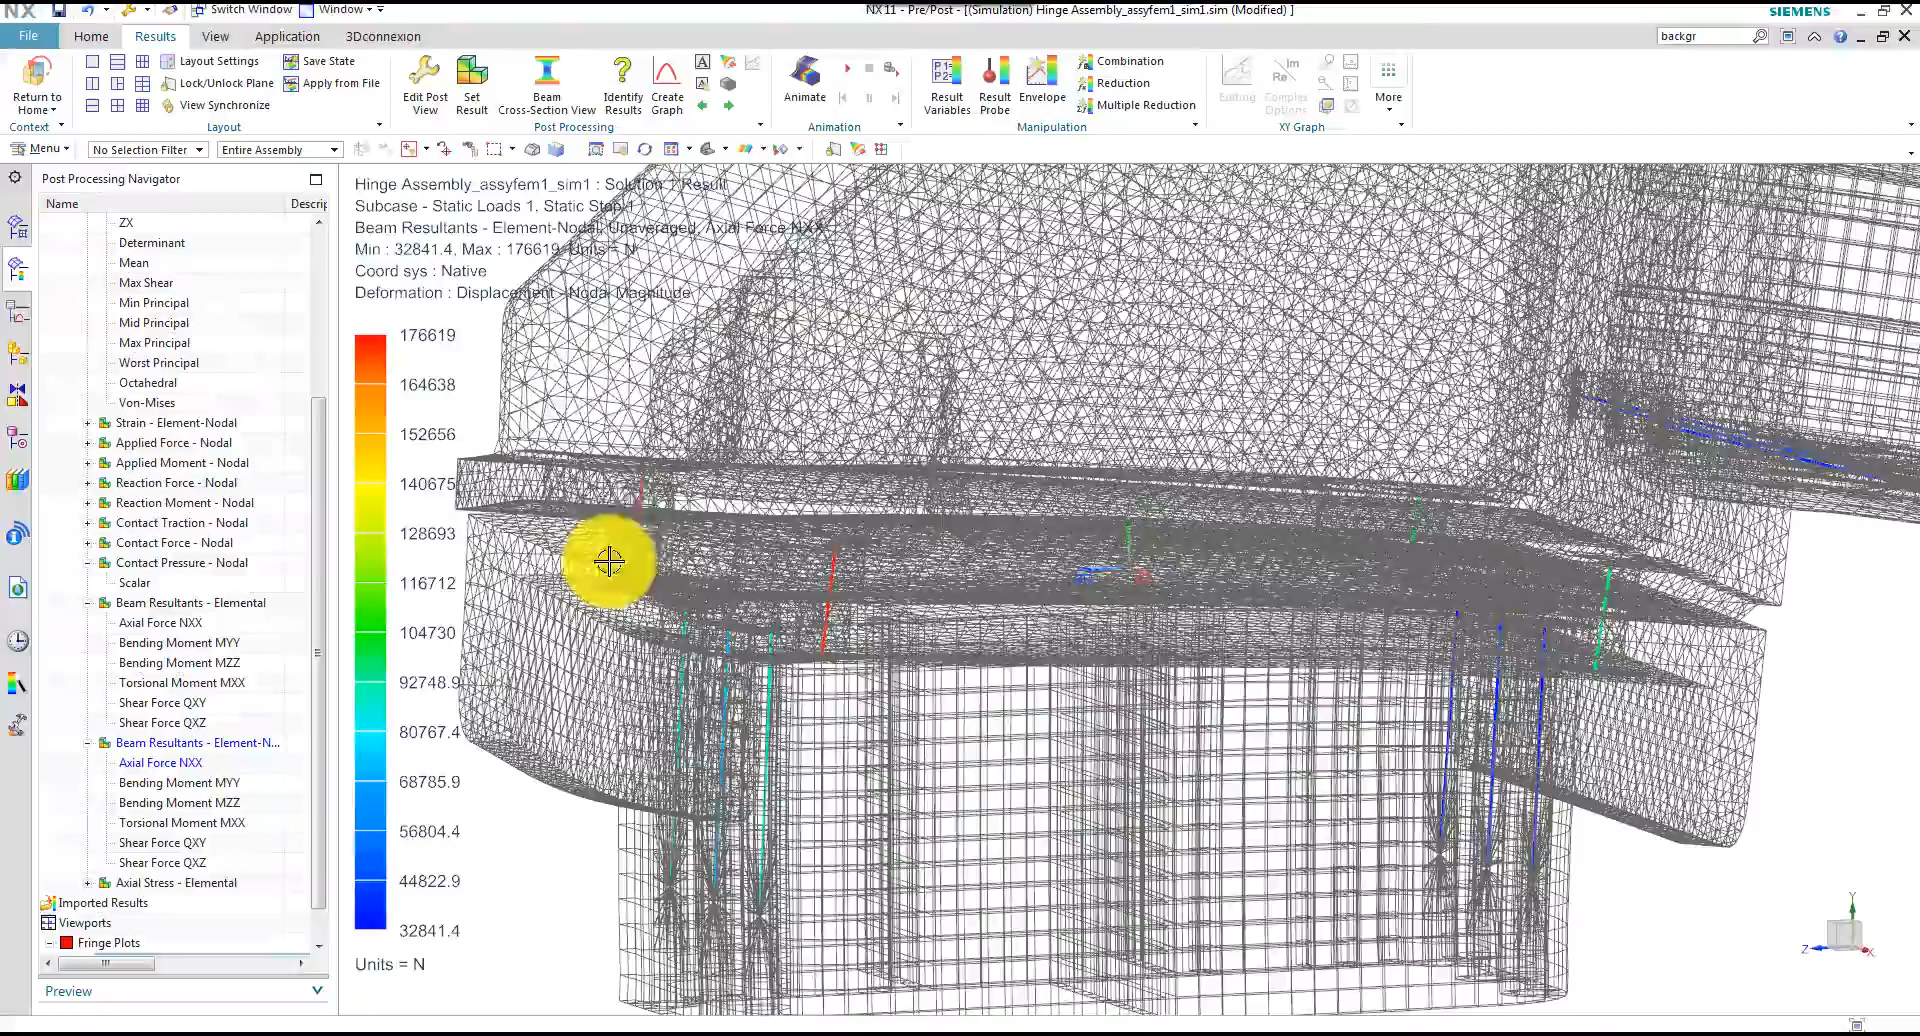 NX
Switch Window
Window
NX 11 - Pre/Post - [(Simulation) Hinge Assembly_assyfem1_sim1.sim (Modified) ]
SIEMENS
File
Home
Results
View
Application
3Dconnexion
backgr
Return to Home
Layout Settings
Lock/Unlock Plane
View Synchronize
Save State
Apply from File
Edit Post View
Set Result
Beam Cross-Section View
Identify Results
Create Graph
Animate
Result Variables
Result Probe
Envelope
Combination
Reduction
Multiple Reduction
Editing
Complex Options
More
Context
Layout
Post Processing
Animation
Manipulation
XY Graph
Menu
No Selection Filter
Entire Assembly
Post Processing Navigator
Name
Descrip
ZX
Determinant
Mean
Max Shear
Min Principal
Mid Principal
Max Principal
Worst Principal
Octahedral
Von-Mises
Strain - Element-Nodal
Applied Force - Nodal
Applied Moment - Nodal
Reaction Force - Nodal
Reaction Moment - Nodal
Contact Traction - Nodal
Contact Force - Nodal
Contact Pressure - Nodal
Scalar
Beam Resultants - Elemental
Axial Force NXX
Bending Moment MYY
Bending Moment MZZ
Torsional Moment MXX
Shear Force QXY
Shear Force QXZ
Beam Resultants - Element-N...
Axial Force NXX
Bending Moment MYY
Bending Moment MZZ
Torsional Moment MXX
Shear Force QXY
Shear Force QXZ
Axial Stress - Elemental
Imported Results
Viewports
Fringe Plots
Preview
Hinge Assembly_assyfem1_sim1 : Solution 1 Result
Subcase - Static Loads 1, Static Step 1
Beam Resultants - Element-Nodal, Unaveraged, Axial Force NXX
Min : 32841.4, Max : 176619, Units = N
Coord sys : Native
Deformation : Displacement - Nodal Magnitude
176619
164638
152656
140675
128693
116712
104730
92748.9
80767.4
68785.9
56804.4
44822.9
32841.4
Units = N
Y
Z
X